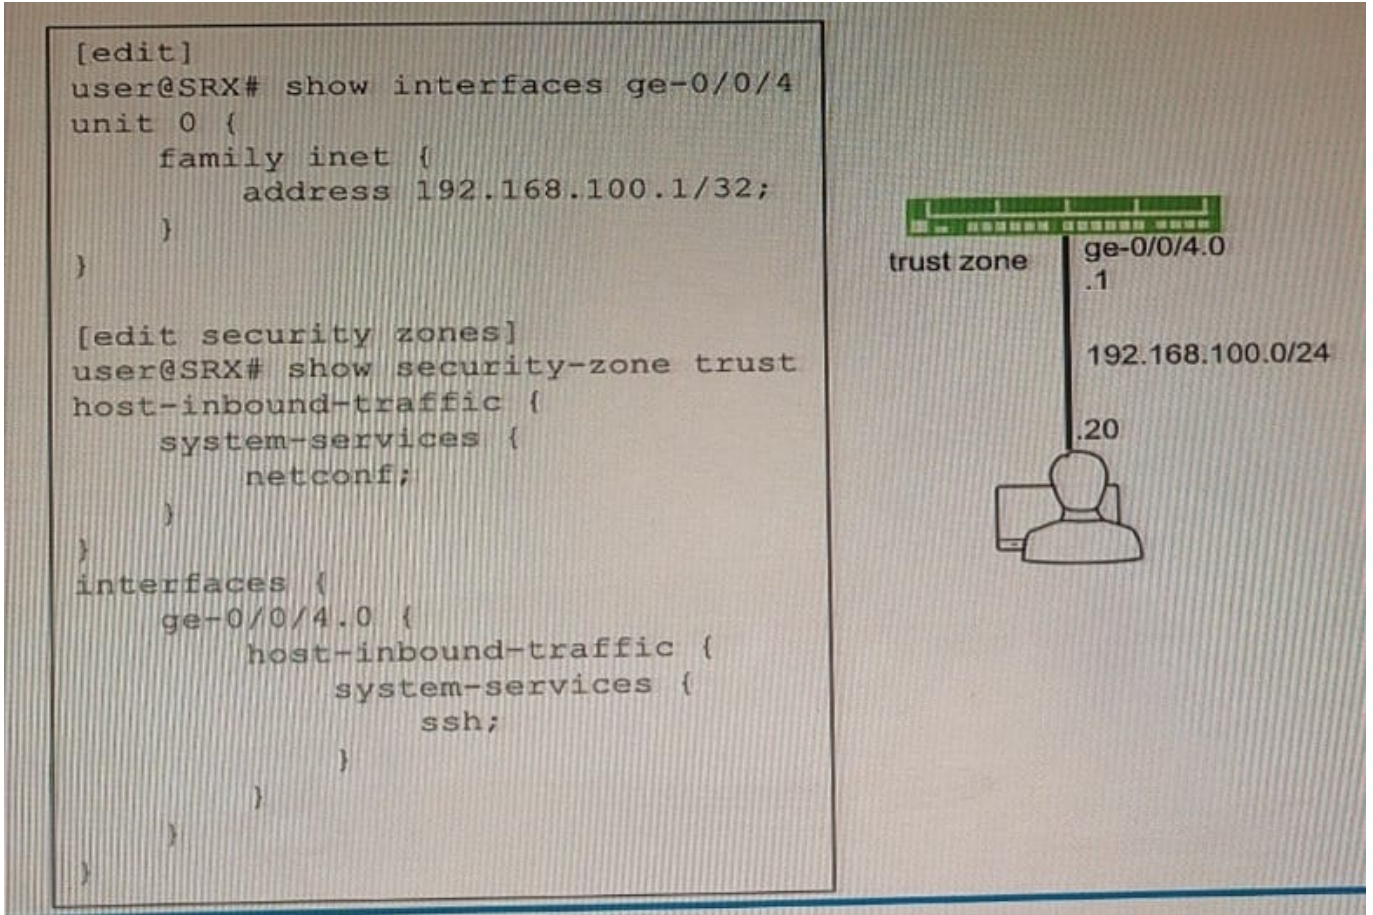 [edit]
user@SRX# show interfaces ge-0/0/4
unit 0 {
family inet {
address 192.168.100.1/32;
}
}
[edit security zones]
user@SRX# show security-zone trust
host-inbound-traffic {
system-services {
netconf;
}
}
interfaces {
ge-0/0/4.0 {
host-inbound-traffic {
system-services {
ssh;
}
}
}
}
trust zone
ge-0/0/4.0
.1
192.168.100.0/24
.20